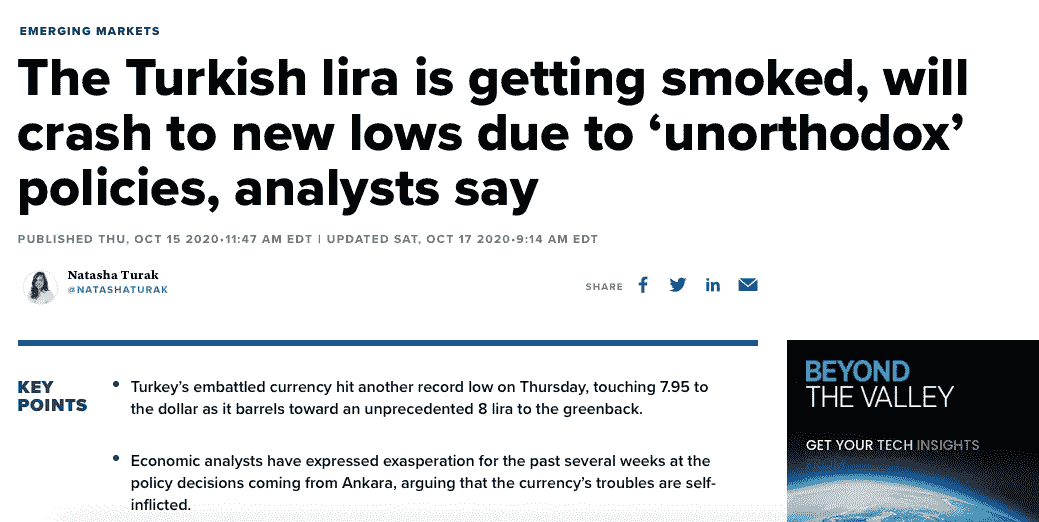 EMERGING MARKETS
The Turkish lira is getting smoked, will
crash to new lows due to ‘unorthodox’
policies, analysts say
PUBLISHED THU, OCT 15 2020•11:47 AM EDT | UPDATED SAT, OCT 17 2020•9:14 AM EDT
Natasha Turak
@NATASHATURAK
SHARE
KEY
POINTS
• Turkey’s embattled currency hit another record low on Thursday, touching 7.95 to
the dollar as it barrels toward an unprecedented 8 lira to the greenback.
• Economic analysts have expressed exasperation for the past several weeks at the
policy decisions coming from Ankara, arguing that the currency’s troubles are self-
inflicted.
BEYOND
THE VALLEY
GET YOUR TECH INSIGHTS